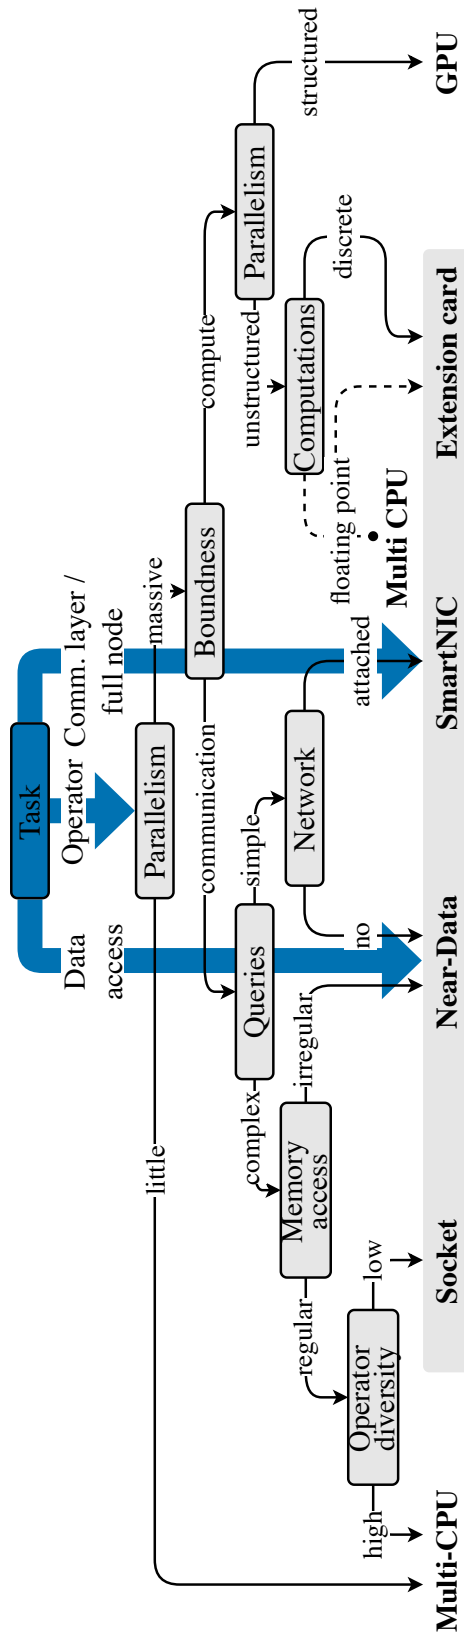 Task
Data
access
Operator
Comm. layer /
full node
Parallelism
little
massive
Boundness
communication
compute
Queries
Parallelism
complex
simple
unstructured
structured
Memory
access
Network
Computations
regular
irregular
no
attached
floating point
discrete
Operator
diversity
high
low
Multi CPU
Multi-CPU
Socket
Near-Data
SmartNIC
Extension card
GPU